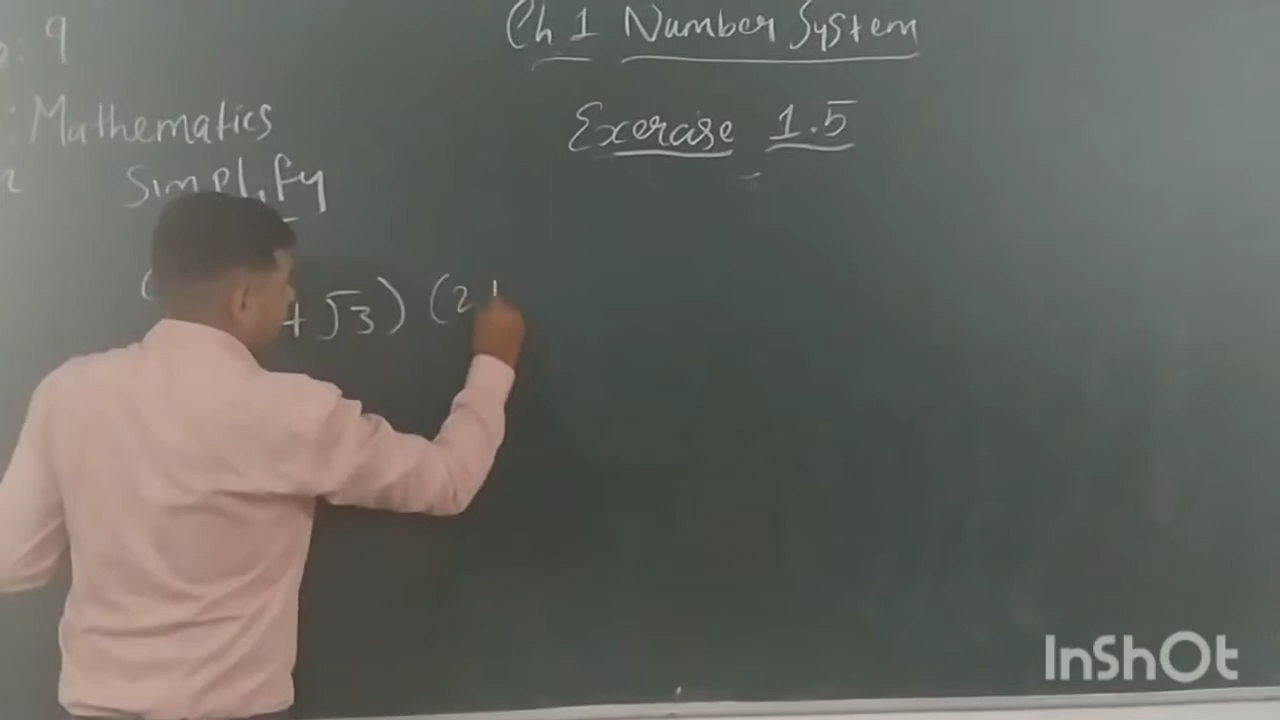 Ch 1 Number System
: 9
Exercise 1.5
Mathematics
Simplify
+ √3) (2 +
InShOt